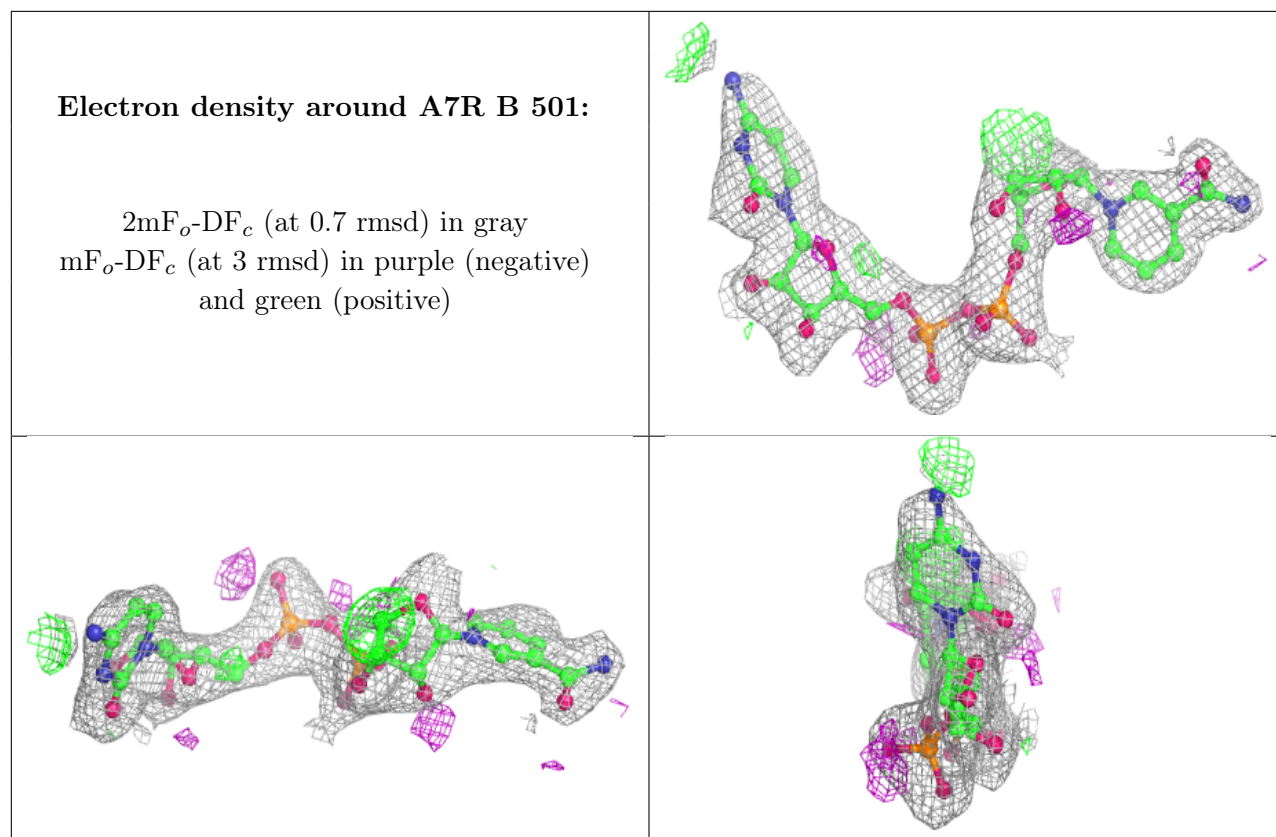 Electron density around A7R B 501:
2mFₒ-DF𝒸 (at 0.7 rmsd) in gray
mFₒ-DF𝒸 (at 3 rmsd) in purple (negative)
and green (positive)